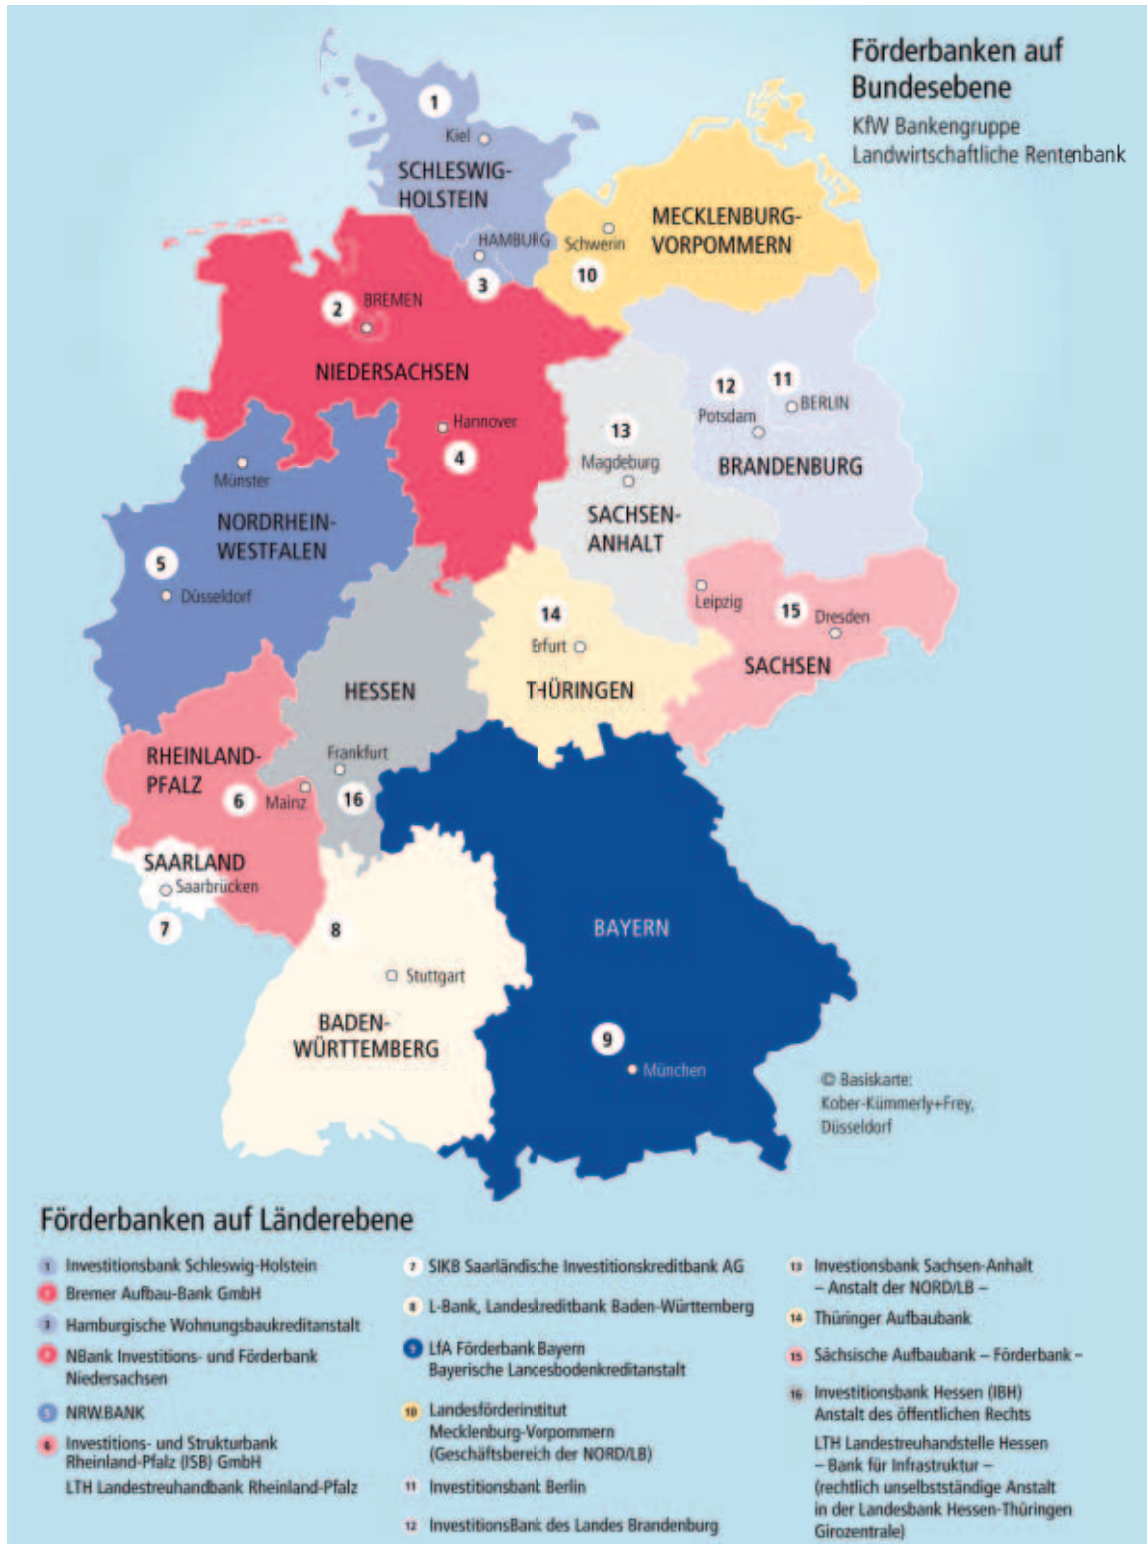 Förderbanken auf
Bundesebene
KfW Bankengruppe
Landwirtschaftliche Rentenbank
1
Kiel
SCHLESWIG-
HOLSTEIN
MECKLENBURG-
VORPOMMERN
Schwerin
10
HAMBURG
3
2
BREMEN
NIEDERSACHSEN
Hannover
4
12
11
BERLIN
Potsdam
BRANDENBURG
13
Magdeburg
SACHSEN-
ANHALT
Münster
NORDRHEIN-
WESTFALEN
5
Düsseldorf
Leipzig
15
Dresden
SACHSEN
14
Erfurt
THÜRINGEN
HESSEN
Frankfurt
16
RHEINLAND-
PFALZ
6
Mainz
SAARLAND
Saarbrücken
7
8
Stuttgart
BADEN-
WÜRTTEMBERG
BAYERN
9
München
© Basiskarte:
Kober-Kümmerly+Frey,
Düsseldorf
Förderbanken auf Länderebene
1 Investitionsbank Schleswig-Holstein
2 Bremer Aufbau-Bank GmbH
3 Hamburgische Wohnungsbaukreditanstalt
4 NBank Investitions- und Förderbank
Niedersachsen
5 NRW.BANK
6 Investitions- und Strukturbank
Rheinland-Pfalz (ISB) GmbH
LTH Landestreuhandbank Rheinland-Pfalz
7 SIKB Saarländische Investitionskreditbank AG
8 L-Bank, Landeskreditbank Baden-Württemberg
9 LfA Förderbank Bayern
Bayerische Lancesbodenkreditanstalt
10 Landesförderinstitut
Mecklenburg-Vorpommern
(Geschäftsbereich der NORD/LB)
11 Investitionsbank Berlin
12 InvestitionsBank des Landes Brandenburg
13 Investionsbank Sachsen-Anhalt
– Anstalt der NORD/LB –
14 Thüringer Aufbaubank
15 Sächsische Aufbaubank – Förderbank –
16 Investitionsbank Hessen (IBH)
Anstalt des öffentlichen Rechts
LTH Landestreuhandstelle Hessen
– Bank für Infrastruktur –
(rechtlich unselbstständige Anstalt
in der Landesbank Hessen-Thüringen
Girozentrale)